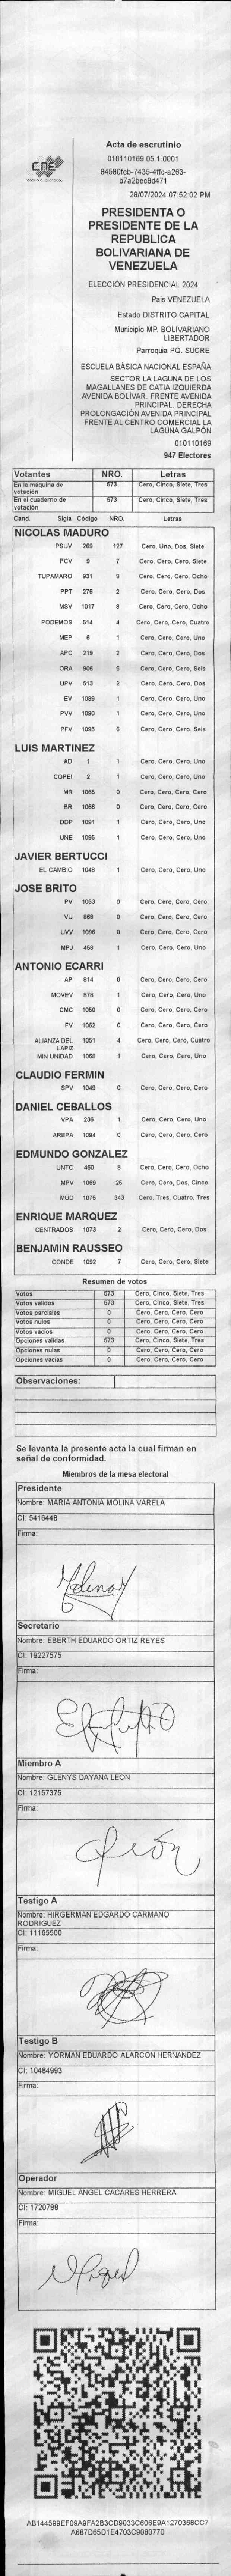 cne
Acta de escrutinio
010110169.05.1.0001
84580feb-7435-4ffc-a263-
b7a2bec8d471
28/07/2024 07:52:02 PM
PRESIDENTA O
PRESIDENTE DE LA
REPUBLICA
BOLIVARIANA DE
VENEZUELA
ELECCIÓN PRESIDENCIAL 2024
País VENEZUELA
Estado DISTRITO CAPITAL
Municipio MP. BOLIVARIANO
LIBERTADOR
Parroquia PQ. SUCRE
ESCUELA BÁSICA NACIONAL ESPAÑA
SECTOR LA LAGUNA DE LOS
MAGALLANES DE CATIA IZQUIERDA
AVENIDA BOLÍVAR. FRENTE AVENIDA
PRINCIPAL. DERECHA
PROLONGACIÓN AVENIDA PRINCIPAL
FRENTE AL CENTRO COMERCIAL LA
LAGUNA GALPÓN
010110169
947 Electores
Votantes NRO. Letras
En la maquina de votación 573 Cero, Cinco, Siete, Tres
En el cuaderno de votación 573 Cero, Cinco, Siete, Tres
Cand. Sigla Código NRO. Letras
NICOLAS MADURO
PSUV 269 127 Cero, Uno, Dos, Siete
PCV 9 7 Cero, Cero, Cero, Siete
TUPAMARO 931 8 Cero, Cero, Cero, Ocho
PPT 276 2 Cero, Cero, Cero, Dos
MSV 1017 8 Cero, Cero, Cero, Ocho
PODEMOS 514 4 Cero, Cero, Cero, Cuatro
MEP 6 1 Cero, Cero, Cero, Uno
APC 219 2 Cero, Cero, Cero, Dos
ORA 906 6 Cero, Cero, Cero, Seis
UPV 513 2 Cero, Cero, Cero, Dos
EV 1089 1 Cero, Cero, Cero, Uno
PVV 1090 1 Cero, Cero, Cero, Uno
PFV 1093 6 Cero, Cero, Cero, Seis
LUIS MARTINEZ
AD 1 1 Cero, Cero, Cero, Uno
COPEI 2 1 Cero, Cero, Cero, Uno
MR 1065 0 Cero, Cero, Cero, Cero
BR 1066 0 Cero, Cero, Cero, Cero
DDP 1091 1 Cero, Cero, Cero, Uno
UNE 1095 1 Cero, Cero, Cero, Uno
JAVIER BERTUCCI
EL CAMBIO 1048 1 Cero, Cero, Cero, Uno
JOSE BRITO
PV 1053 0 Cero, Cero, Cero, Cero
VU 868 0 Cero, Cero, Cero, Cero
UVV 1096 0 Cero, Cero, Cero, Cero
MPJ 458 1 Cero, Cero, Cero, Uno
ANTONIO ECARRI
AP 814 0 Cero, Cero, Cero, Cero
MOVEV 878 1 Cero, Cero, Cero, Uno
CMC 1050 0 Cero, Cero, Cero, Cero
FV 1062 0 Cero, Cero, Cero, Cero
ALIANZA DEL LAPIZ 1051 4 Cero, Cero, Cero, Cuatro
MIN UNIDAD 1068 1 Cero, Cero, Cero, Uno
CLAUDIO FERMIN
SPV 1049 0 Cero, Cero, Cero, Cero
DANIEL CEBALLOS
VPA 236 1 Cero, Cero, Cero, Uno
AREPA 1094 0 Cero, Cero, Cero, Cero
EDMUNDO GONZALEZ
UNTC 460 8 Cero, Cero, Cero, Ocho
MPV 1069 25 Cero, Cero, Dos, Cinco
MUD 1075 343 Cero, Tres, Cuatro, Tres
ENRIQUE MARQUEZ
CENTRADOS 1073 2 Cero, Cero, Cero, Dos
BENJAMIN RAUSSEO
CONDE 1092 7 Cero, Cero, Cero, Siete
Resumen de votos
Votos 573 Cero, Cinco, Siete, Tres
Votos validos 573 Cero, Cinco, Siete, Tres
Votos parciales 0 Cero, Cero, Cero, Cero
Votos nulos 0 Cero, Cero, Cero, Cero
Votos vacios 0 Cero, Cero, Cero, Cero
Opciones validas 573 Cero, Cinco, Siete, Tres
Opciones nulas 0 Cero, Cero, Cero, Cero
Opciones vacias 0 Cero, Cero, Cero, Cero
Observaciones:
Se levanta la presente acta la cual firman en
señal de conformidad.
Miembros de la mesa electoral
Presidente
Nombre: MARIA ANTONIA MOLINA VARELA
CI: 5416448
Firma:
Molina
Secretario
Nombre: EBERTH EDUARDO ORTIZ REYES
CI: 19227575
Firma:
Miembro A
Nombre: GLENYS DAYANA LEON
CI: 12157375
Firma:
León
Testigo A
Nombre: HIRGERMAN EDGARDO CARMANO
RODRIGUEZ
CI: 11165500
Firma:
Testigo B
Nombre: YORMAN EDUARDO ALARCON HERNANDEZ
CI: 10484993
Firma:
Operador
Nombre: MIGUEL ANGEL CACARES HERRERA
CI: 1720788
Firma:
Miguel
AB144599EF09A9FA2B3CD9033C606E9A1270368CC7
A687D65D1E4703C9080770